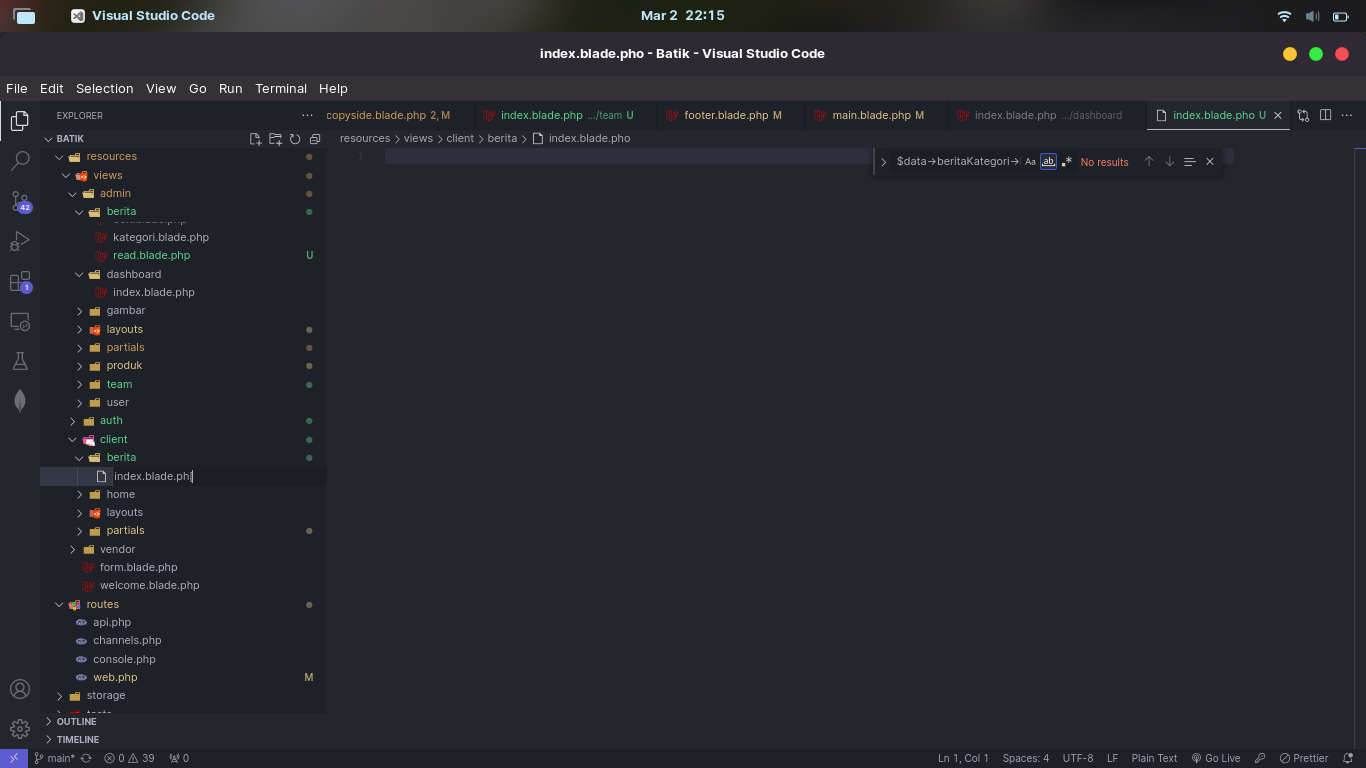 Visual Studio Code
Mar 2 22:15
index.blade.pho - Batik - Visual Studio Code
File Edit Selection View Go Run Terminal Help
EXPLORER
copyside.blade.php 2, M
index.blade.php .../team U
footer.blade.php M
main.blade.php M
index.blade.php .../dashboard
index.blade.pho U
BATIK
resources > views > client > berita > index.blade.pho
1
$data->beritaKategori->
Aa
ab
No results
resources
views
admin
berita
kategori.blade.php
read.blade.php U
dashboard
index.blade.php
gambar
layouts
partials
produk
team
user
auth
client
berita
index.blade.ph
home
layouts
partials
vendor
form.blade.php
welcome.blade.php
routes
api.php
channels.php
console.php
web.php M
storage
OUTLINE
TIMELINE
42
1
main* 0 39 0
Ln 1, Col 1 Spaces: 4 UTF-8 LF Plain Text Go Live Prettier